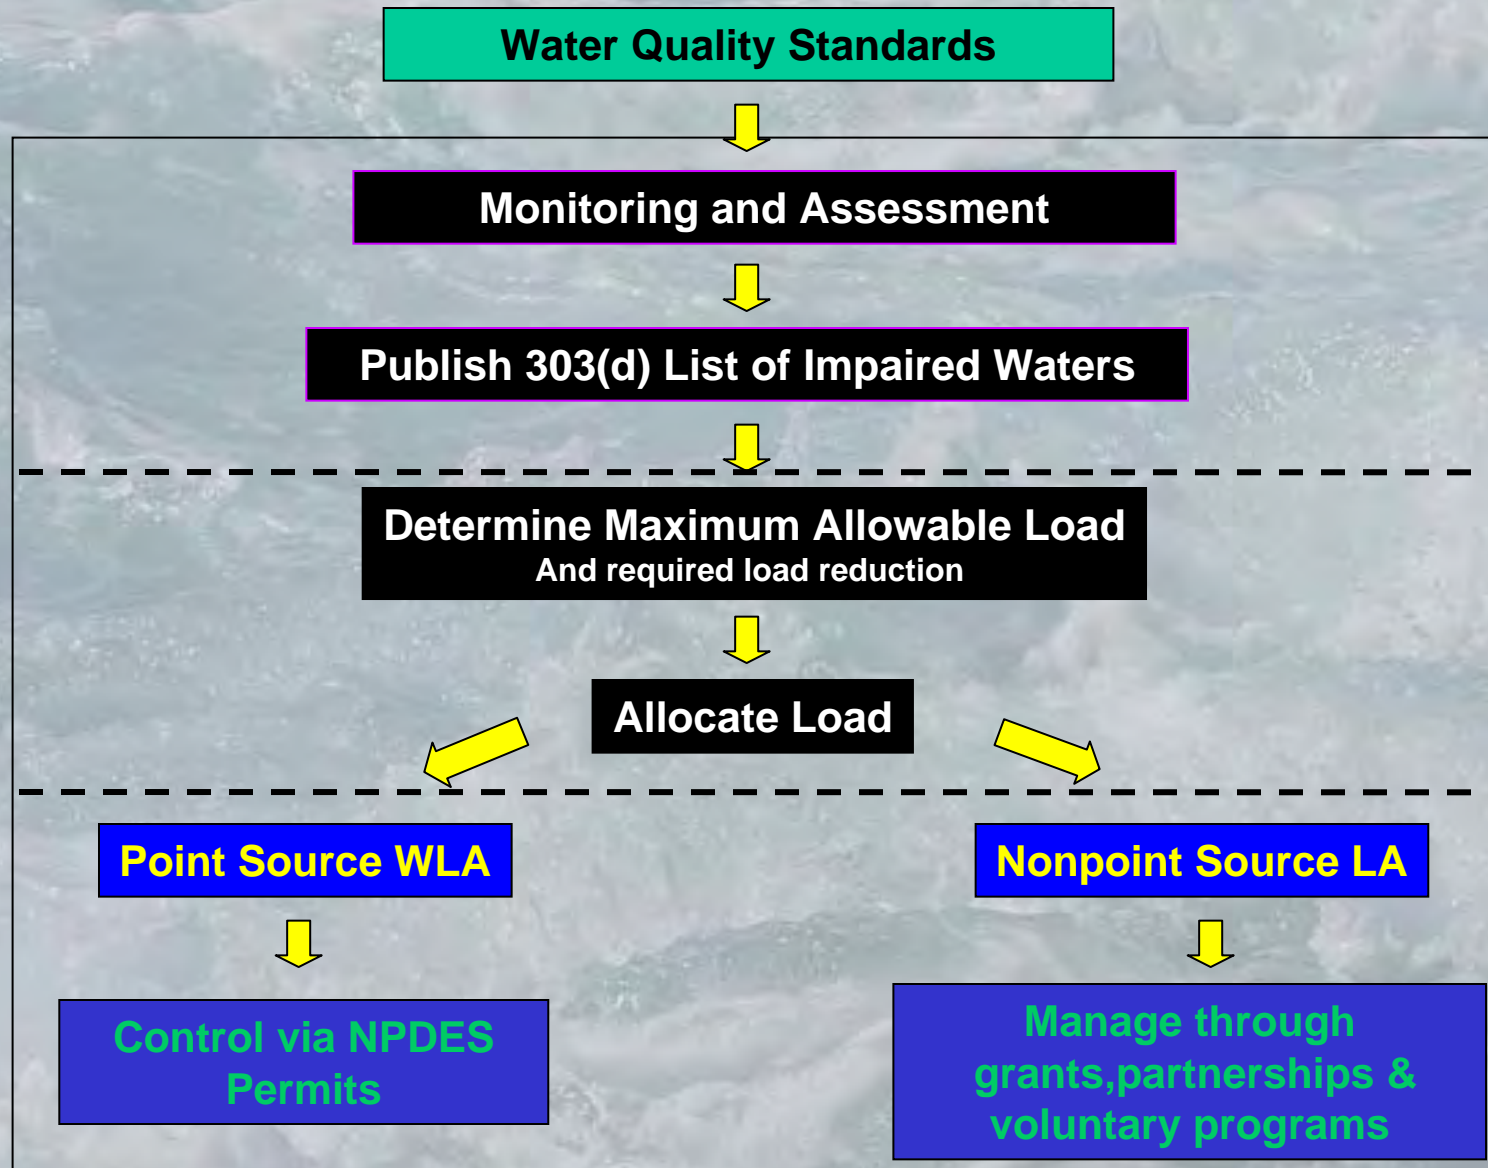 Water Quality Standards
Monitoring and Assessment
Publish 303(d) List of Impaired Waters
Determine Maximum Allowable Load
And required load reduction
Allocate Load
Point Source WLA
Nonpoint Source LA
Control via NPDES
Permits
Manage through
grants,partnerships &
voluntary programs